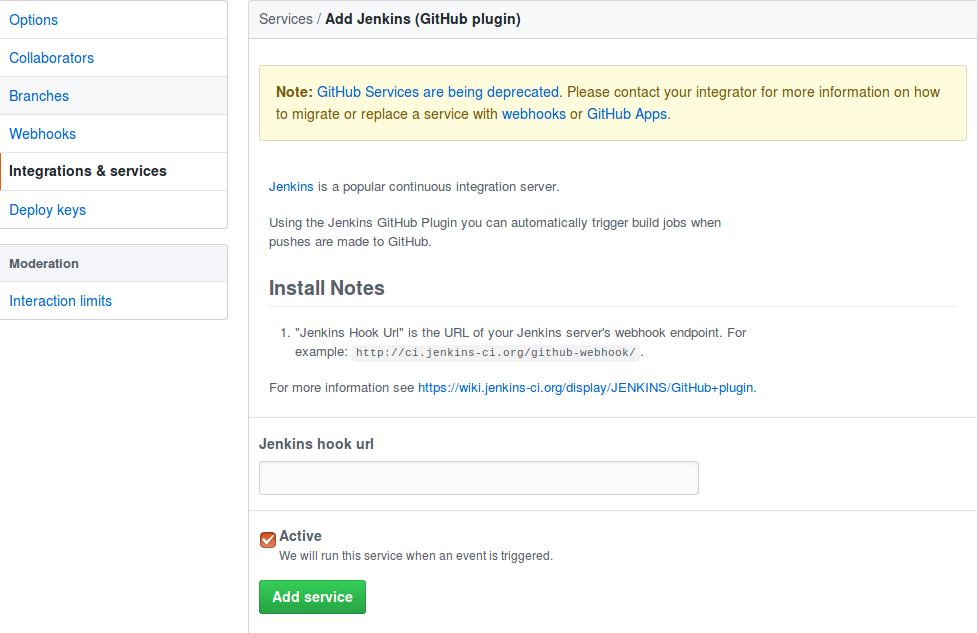 Options
Collaborators
Branches
Webhooks
Integrations & services
Deploy keys
Moderation
Interaction limits
Services / Add Jenkins (GitHub plugin)
Note: GitHub Services are being deprecated. Please contact your integrator for more information on how
to migrate or replace a service with webhooks or GitHub Apps.
Jenkins is a popular continuous integration server.
Using the Jenkins GitHub Plugin you can automatically trigger build jobs when
pushes are made to GitHub.
Install Notes
1. "Jenkins Hook Url" is the URL of your Jenkins server's webhook endpoint. For
example: http://ci.jenkins-ci.org/github-webhook/.
For more information see https://wiki.jenkins-ci.org/display/JENKINS/GitHub+plugin.
Jenkins hook url
Active
We will run this service when an event is triggered.
Add service